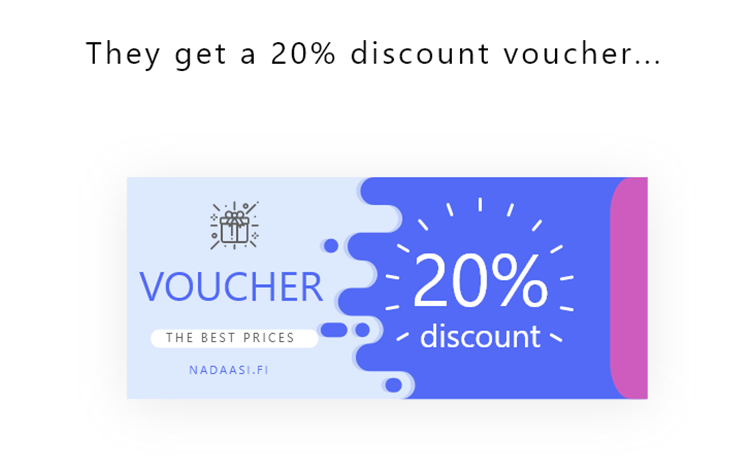 They get a 20% discount voucher...
VOUCHER
THE BEST PRICES
NADAASI.FI
20%
discount